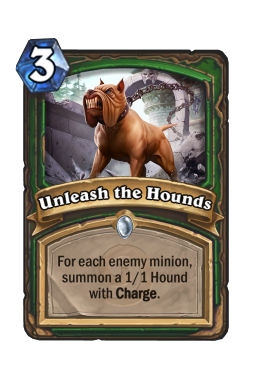 3
Unleash the Hounds
For each enemy minion,
summon a 1/1 Hound
with Charge.